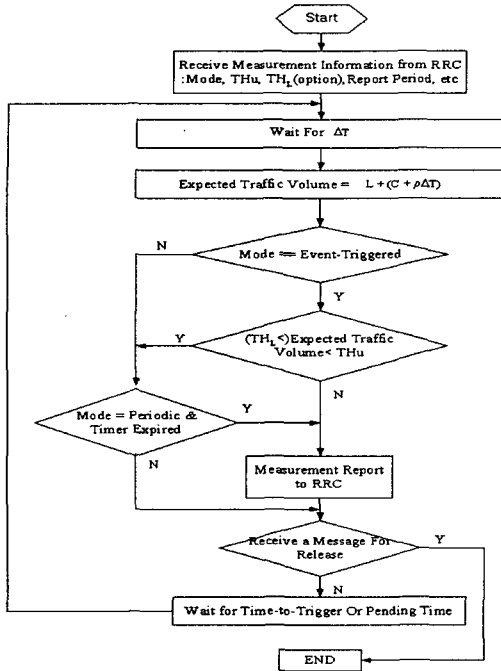 Start
Receive Measurement Information from RRC
:Mode, THu, TH_L(option), Report Period, etc
Wait For ΔT
Expected Traffic Volume = L + (C + ρΔT)
N
Mode == Event-Triggered
Y
Y
(TH_L<)Expected Traffic
Volume< THu
N
Mode = Periodic &
Timer Expired
Y
N
Measurement Report
to RRC
Receive a Message For
Release
Y
N
Wait for Time-to-Trigger Or Pending Time
END